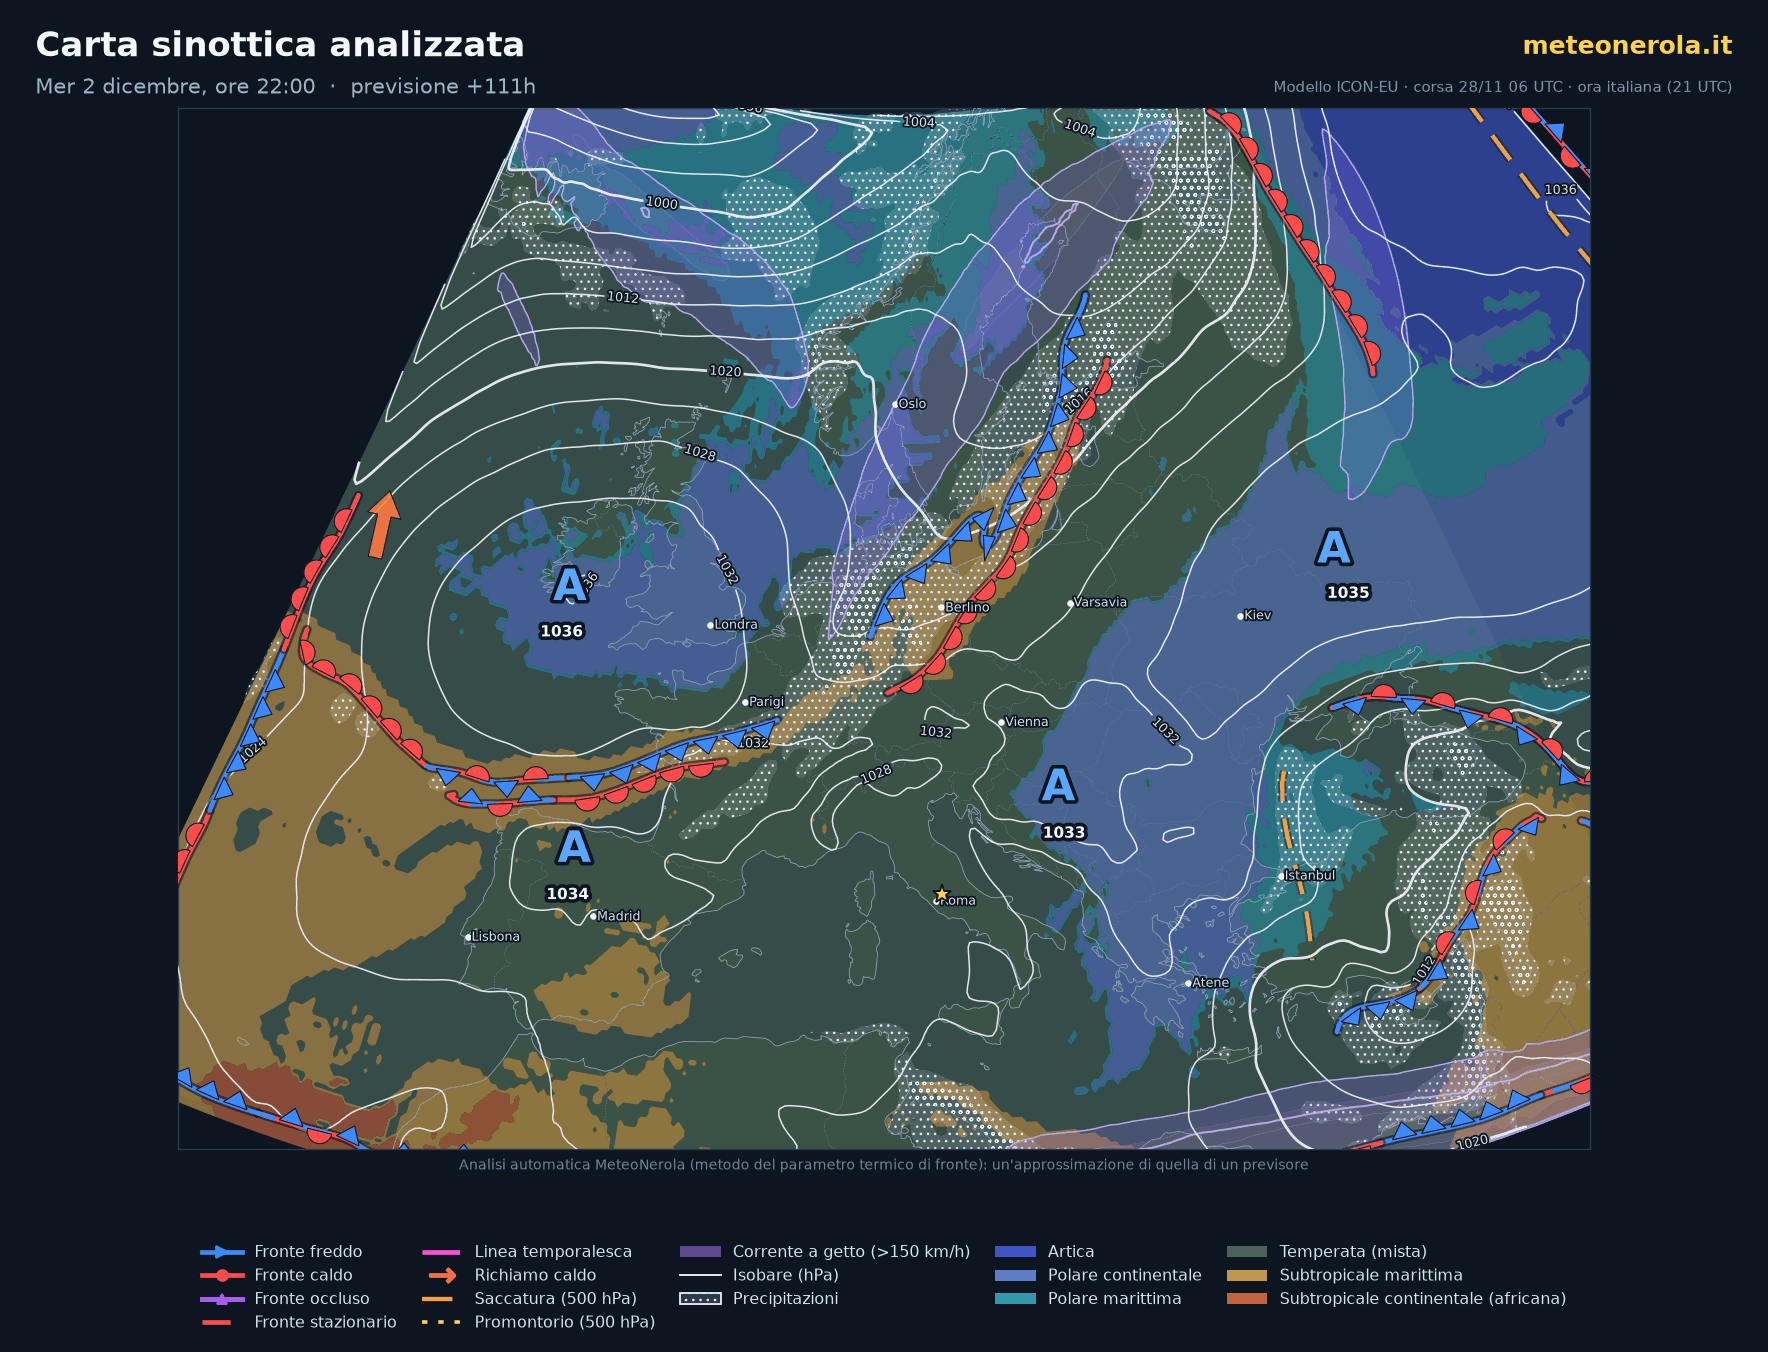 Carta sinottica analizzata
meteonerola.it
Mer 2 dicembre, ore 22:00 · previsione +111h
Modello ICON-EU · corsa 28/11 06 UTC · ora italiana (21 UTC)
1004
1004
1036
1000
1012
1020
Oslo
1016
1028
A
1035
1032
A
1036
Berlino
Varsavia
Kiev
Londra
Parigi
Vienna
1032
1032
1032
1024
1028
A
1033
A
1034
Istanbul
Roma
Madrid
Lisbona
1012
Atene
1020
Analisi automatica MeteoNerola (metodo del parametro termico di fronte): un'approssimazione di quella di un previsore
Fronte freddo
Fronte caldo
Fronte occluso
Fronte stazionario
Linea temporalesca
Richiamo caldo
Saccatura (500 hPa)
Promontorio (500 hPa)
Corrente a getto (>150 km/h)
Isobare (hPa)
Precipitazioni
Artica
Polare continentale
Polare marittima
Temperata (mista)
Subtropicale marittima
Subtropicale continentale (africana)